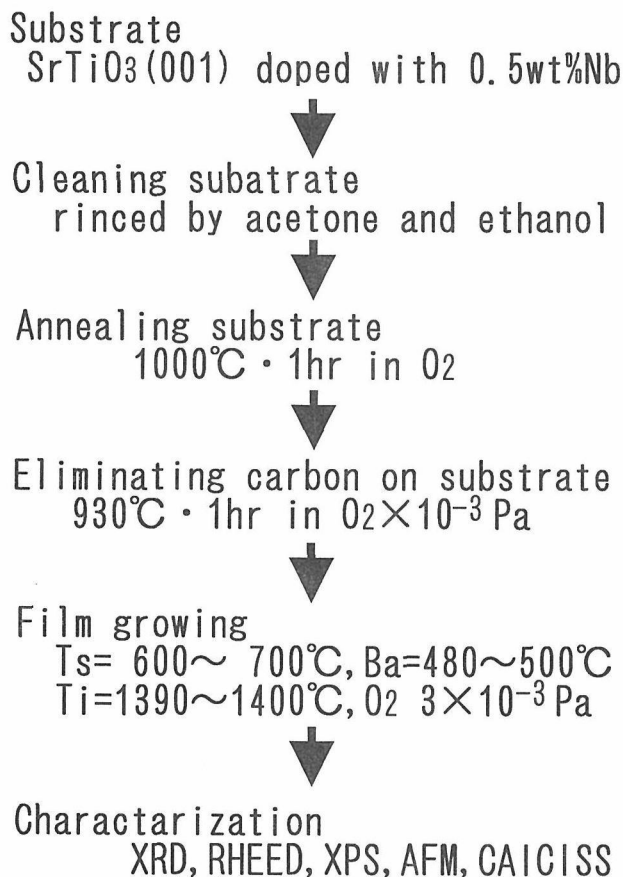 Substrate
SrTiO3(001) doped with 0.5wt%Nb
Cleaning subatrate
rinced by acetone and ethanol
Annealing substrate
1000℃・1hr in O2
Eliminating carbon on substrate
930℃・1hr in O2×10⁻³ Pa
Film growing
Ts= 600～ 700℃, Ba=480～500℃
Ti=1390～1400℃, O2 3×10⁻³ Pa
Charactarization
XRD, RHEED, XPS, AFM, CAICISS